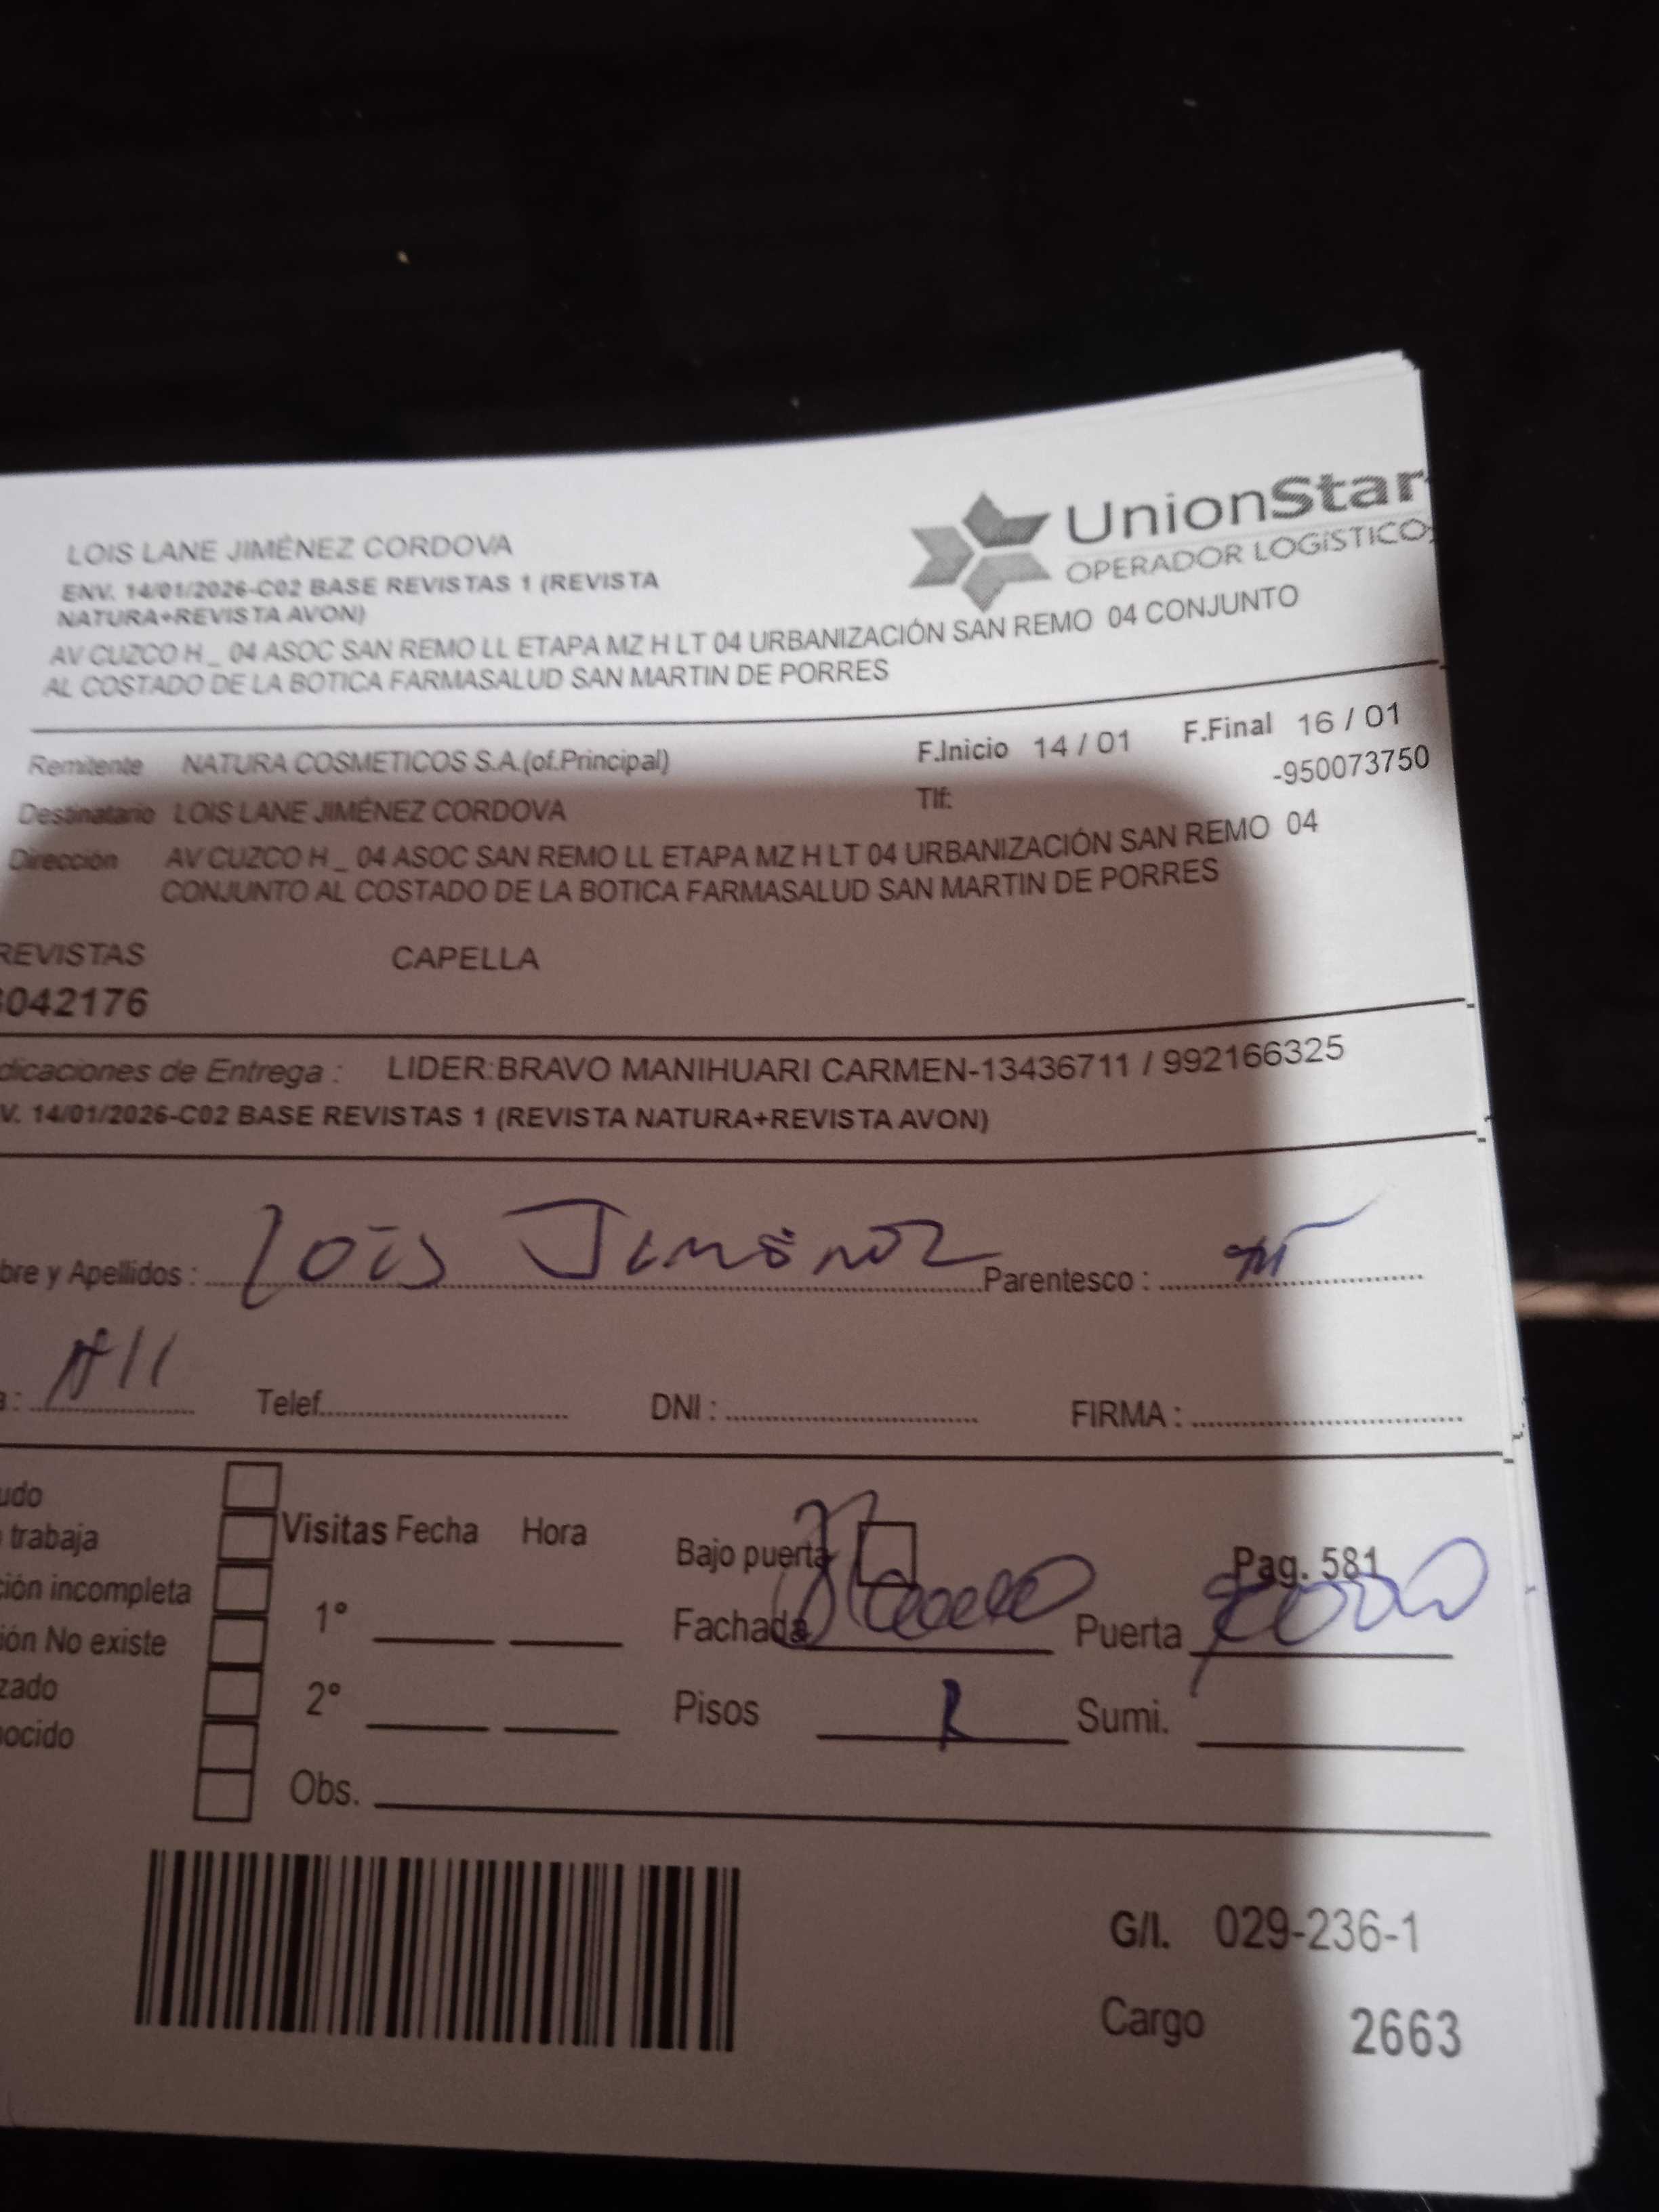 UnionStar
OPERADOR LOGÍSTICO
LOIS LANE JIMÉNEZ CORDOVA
ENV. 14/01/2026-C02 BASE REVISTAS 1 (REVISTA
NATURA+REVISTA AVON)
AV CUZCO H_ 04 ASOC SAN REMO LL ETAPA MZ H LT 04 URBANIZACIÓN SAN REMO 04 CONJUNTO
AL COSTADO DE LA BOTICA FARMASALUD SAN MARTIN DE PORRES
Remitente NATURA COSMETICOS S.A.(of.Principal) F.Inicio 14 / 01 F.Final 16 / 01
Destinatario LOIS LANE JIMÉNEZ CORDOVA Tlf: -950073750
Dirección AV CUZCO H_ 04 ASOC SAN REMO LL ETAPA MZ H LT 04 URBANIZACIÓN SAN REMO 04
CONJUNTO AL COSTADO DE LA BOTICA FARMASALUD SAN MARTIN DE PORRES
REVISTAS CAPELLA
042176
dicaciones de Entrega : LIDER:BRAVO MANIHUARI CARMEN-13436711 / 992166325
V. 14/01/2026-C02 BASE REVISTAS 1 (REVISTA NATURA+REVISTA AVON)
bre y Apellidos : Lois Jiménez Parentesco :
a : Telef. DNI : FIRMA :
udo
trabaja Visitas Fecha Hora Bajo puerta Pag. 581
ción incompleta
1° Fachada Puerta
ión No existe
zado 2° Pisos Sumi.
ocido
Obs.
G/I. 029-236-1
Cargo 2663